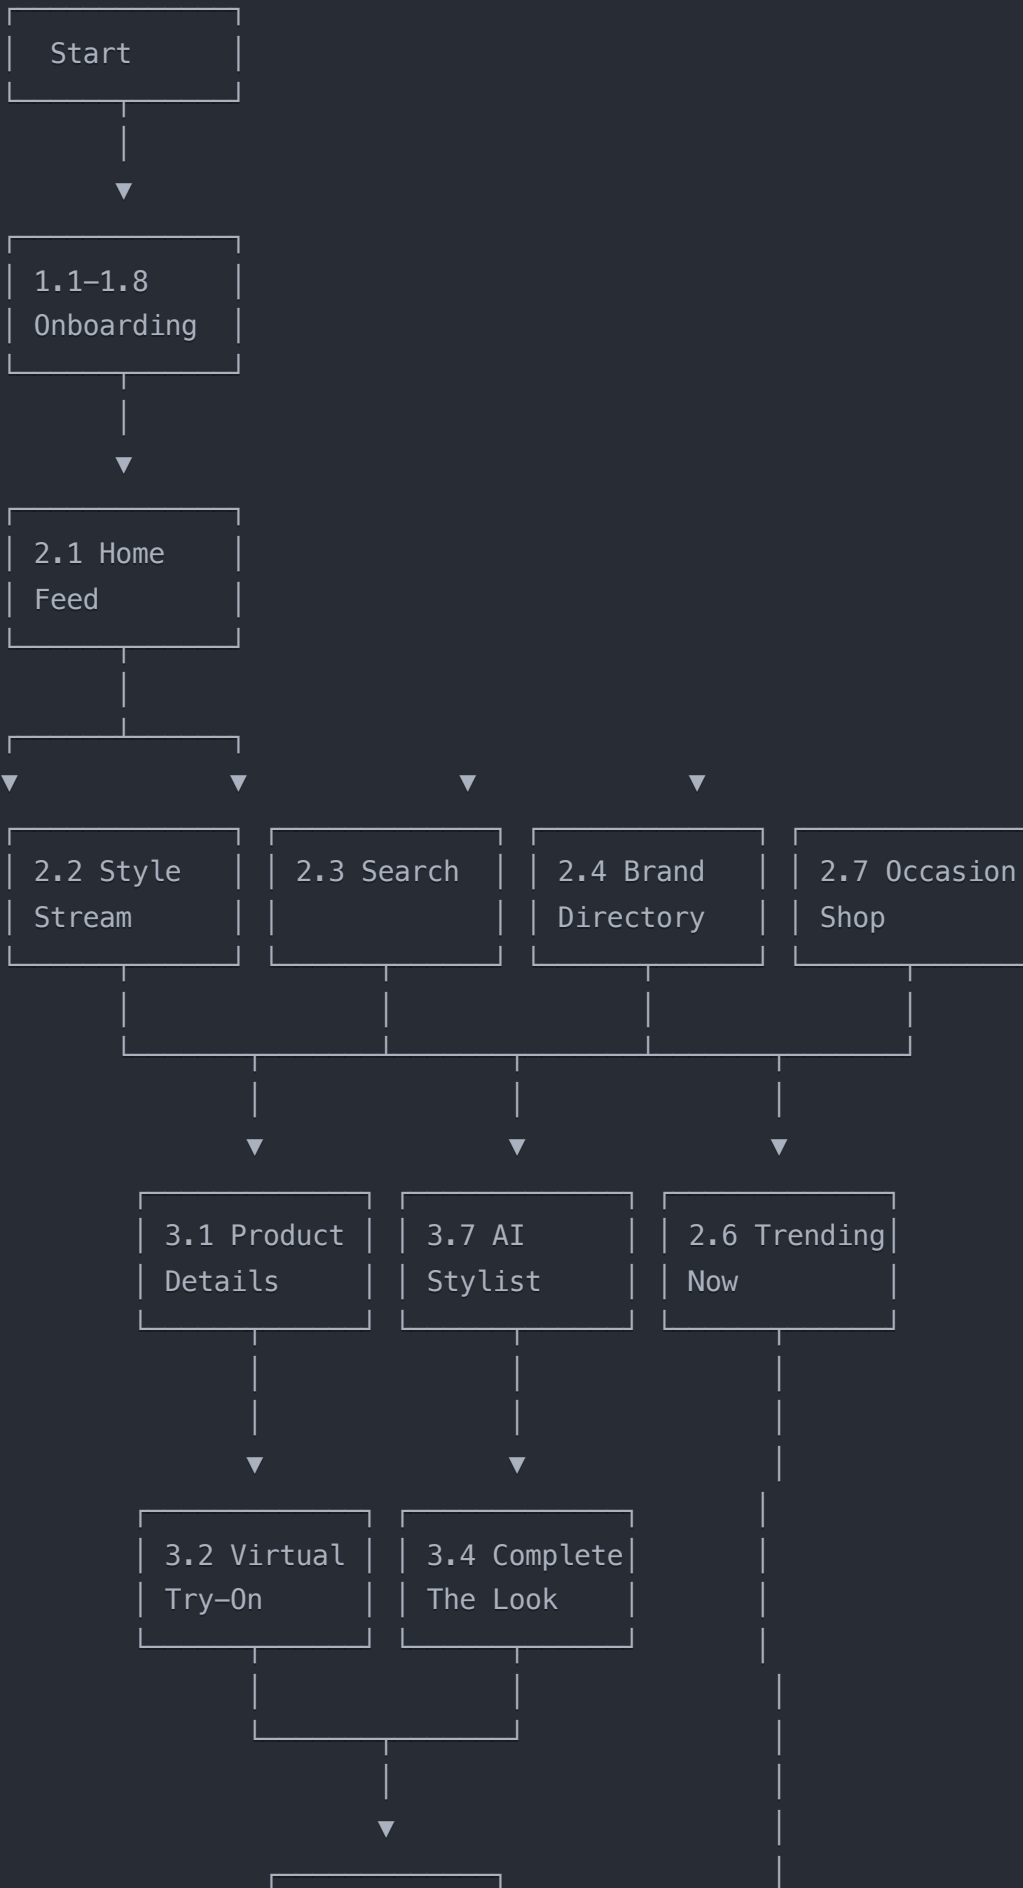 Start
1.1–1.8
Onboarding
2.1 Home
Feed
2.2 Style
Stream
2.3 Search
2.4 Brand
Directory
2.7 Occasion
Shop
3.1 Product
Details
3.7 AI
Stylist
2.6 Trending
Now
3.2 Virtual
Try–On
3.4 Complete
The Look